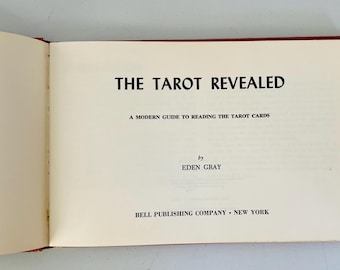 THE TAROT REVEALED
A MODERN GUIDE TO READING THE TAROT CARDS
by
EDEN GRAY
BELL PUBLISHING COMPANY · NEW YORK